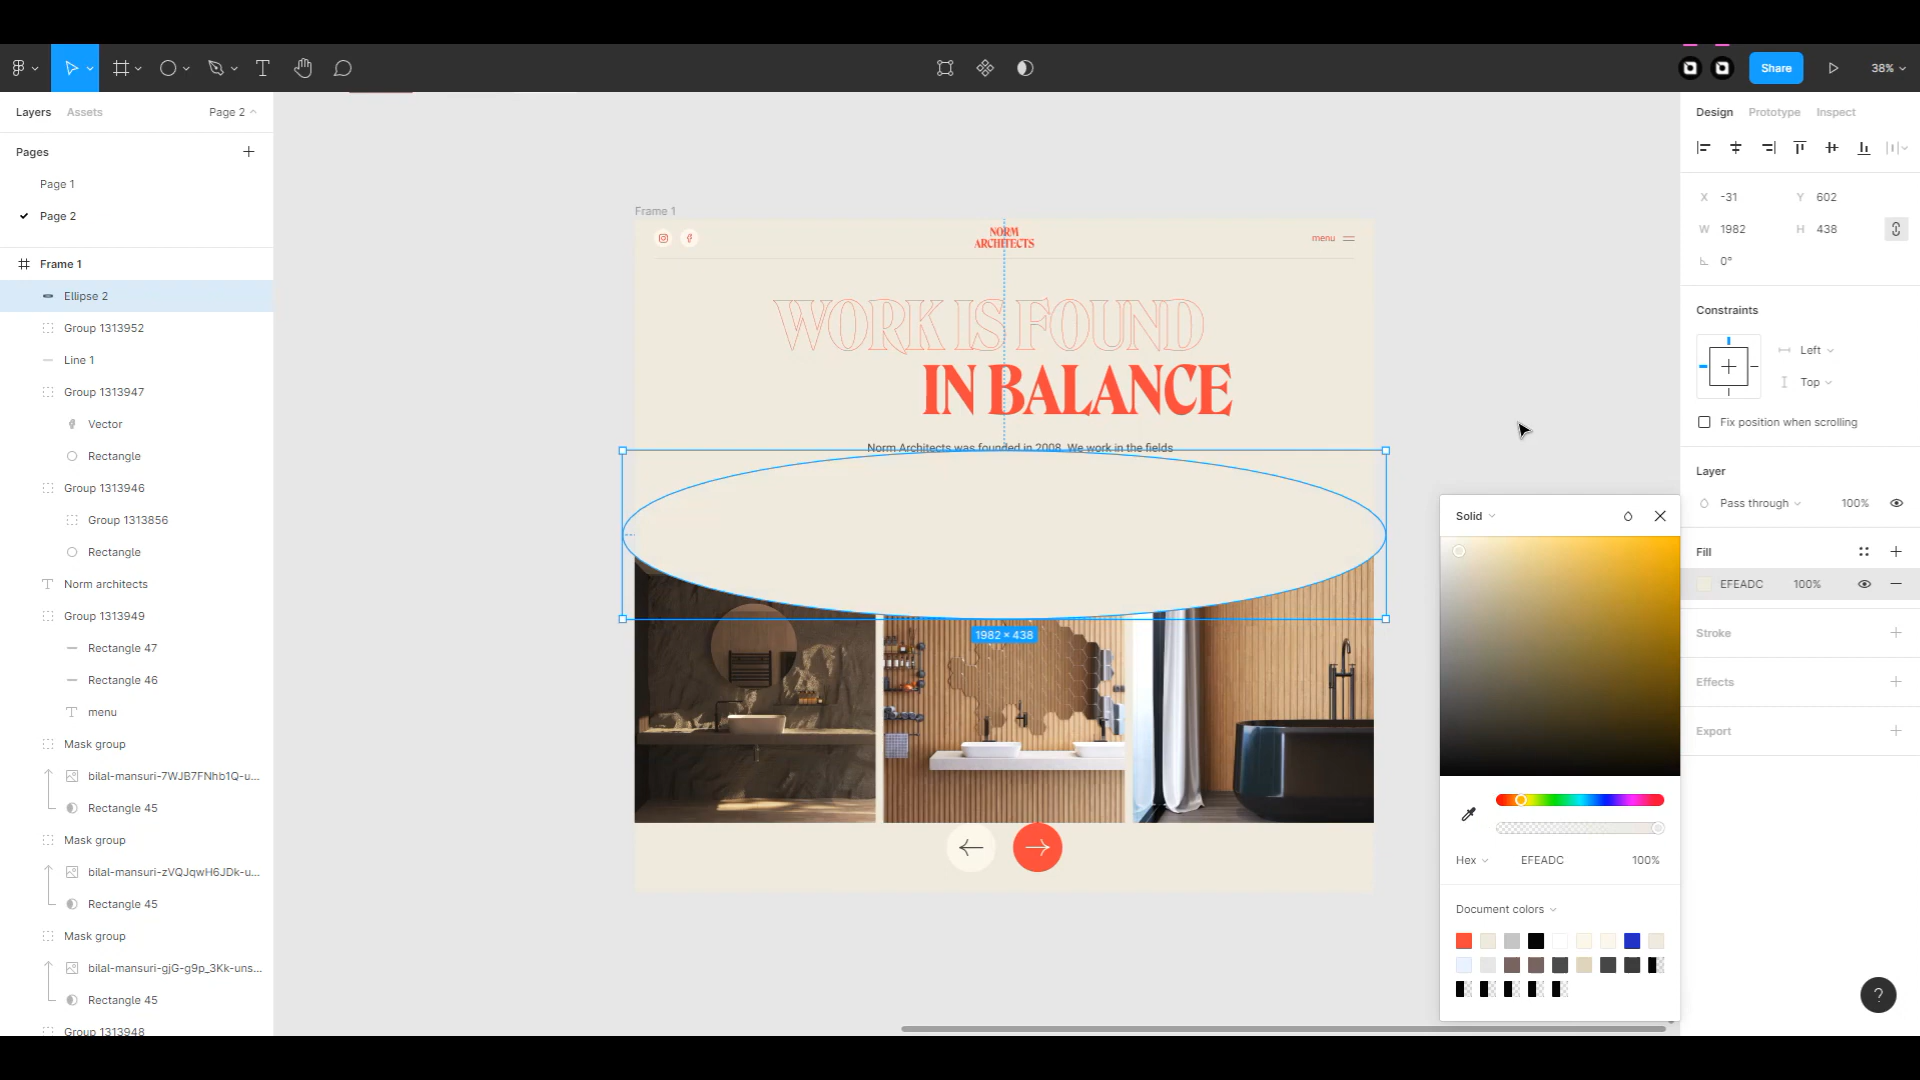 Share
38%
Layers
Assets
Page 2
Pages
Page 1
Page 2
Frame 1
Ellipse 2
Group 1313952
Line 1
Group 1313947
Vector
Rectangle
Group 1313946
Group 1313856
Rectangle
Norm architects
Group 1313949
Rectangle 47
Rectangle 46
menu
Mask group
bilal-mansuri-7WJB7FNhb1Q-u...
Rectangle 45
Mask group
bilal-mansuri-zVQJqwH6JDk-u...
Rectangle 45
Mask group
bilal-mansuri-gjG-g9p_3Kk-uns...
Rectangle 45
Group 1313948
Frame 1
NORM
ARCHITECTS
menu
WORK IS FOUND
IN BALANCE
Norm Architects was founded in 2008. We work in the fields
1982 × 438
Design
Prototype
Inspect
X -31
Y 602
W 1982
H 438
0°
Constraints
Left
Top
Fix position when scrolling
Layer
Pass through
100%
Fill
EFEADC
100%
Stroke
Effects
Export
Solid
Hex
EFEADC
100%
Document colors
?